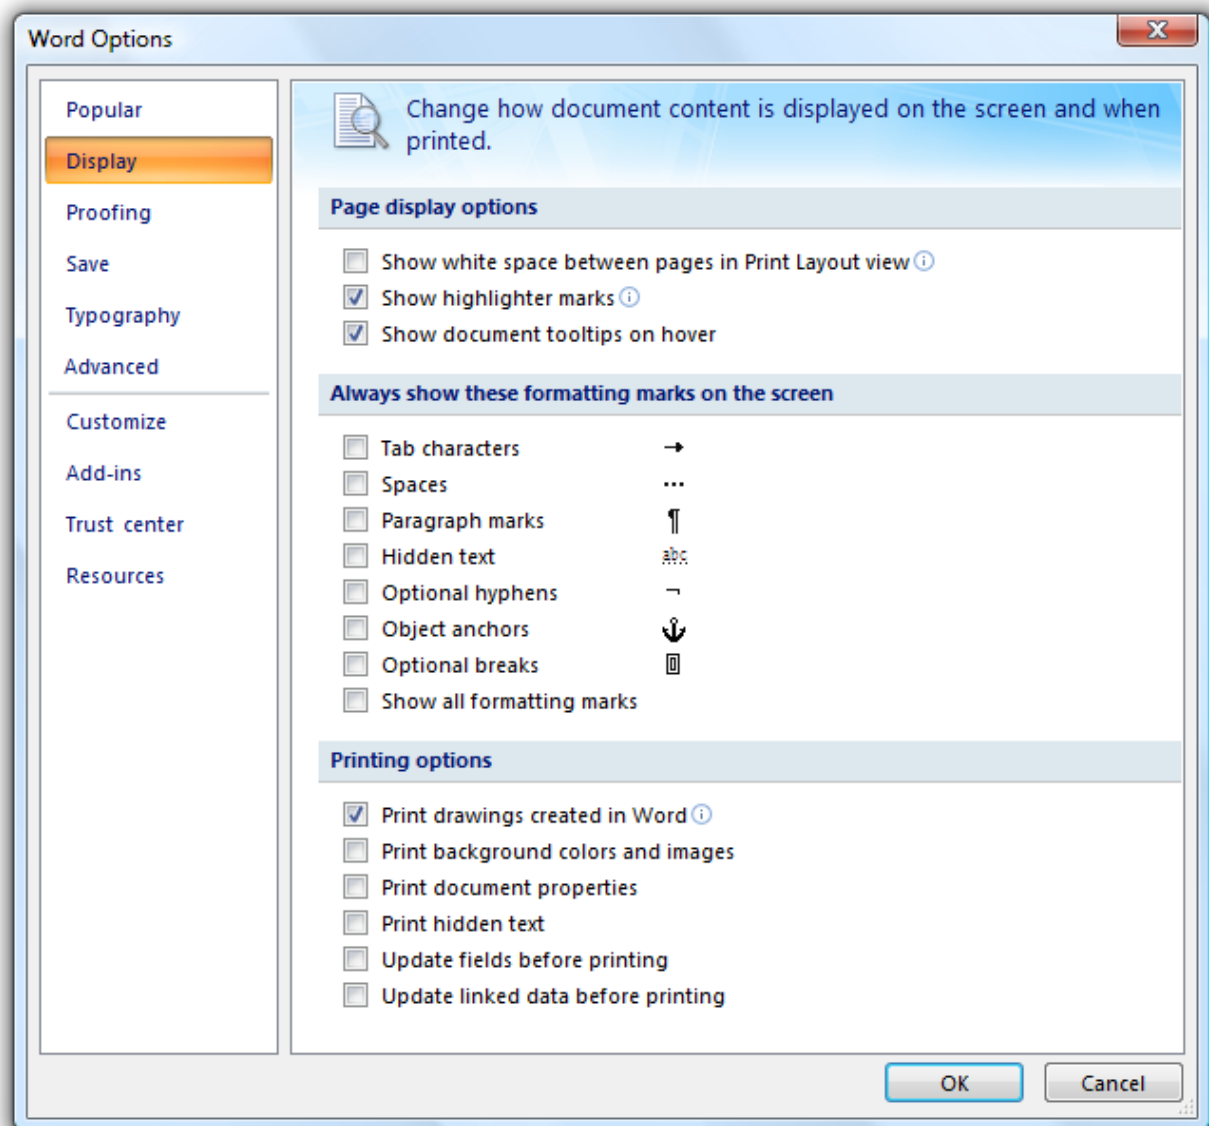 Word Options
Popular
Display
Proofing
Save
Typography
Advanced
Customize
Add-ins
Trust center
Resources
Change how document content is displayed on the screen and when
printed.
Page display options
Show white space between pages in Print Layout view
Show highlighter marks
Show document tooltips on hover
Always show these formatting marks on the screen
Tab characters →
Spaces ...
Paragraph marks ¶
Hidden text abc
Optional hyphens ¬
Object anchors
Optional breaks
Show all formatting marks
Printing options
Print drawings created in Word
Print background colors and images
Print document properties
Print hidden text
Update fields before printing
Update linked data before printing
OK
Cancel